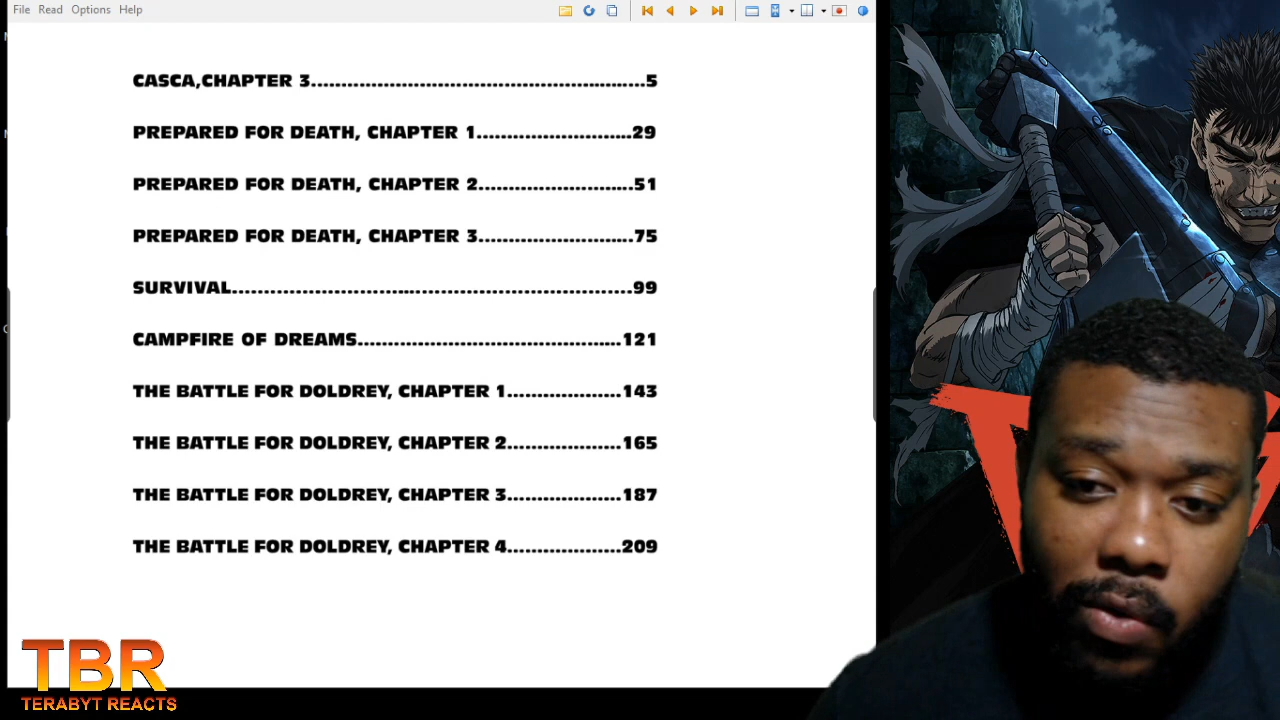 File Read Options Help
CASCA,CHAPTER 3.......................................................5
PREPARED FOR DEATH, CHAPTER 1..........................29
PREPARED FOR DEATH, CHAPTER 2..........................51
PREPARED FOR DEATH, CHAPTER 3..........................75
SURVIVAL..................................................................99
CAMPFIRE OF DREAMS............................................121
THE BATTLE FOR DOLDREY, CHAPTER 1...................143
THE BATTLE FOR DOLDREY, CHAPTER 2...................165
THE BATTLE FOR DOLDREY, CHAPTER 3...................187
THE BATTLE FOR DOLDREY, CHAPTER 4...................209
TBR
TERABYT REACTS